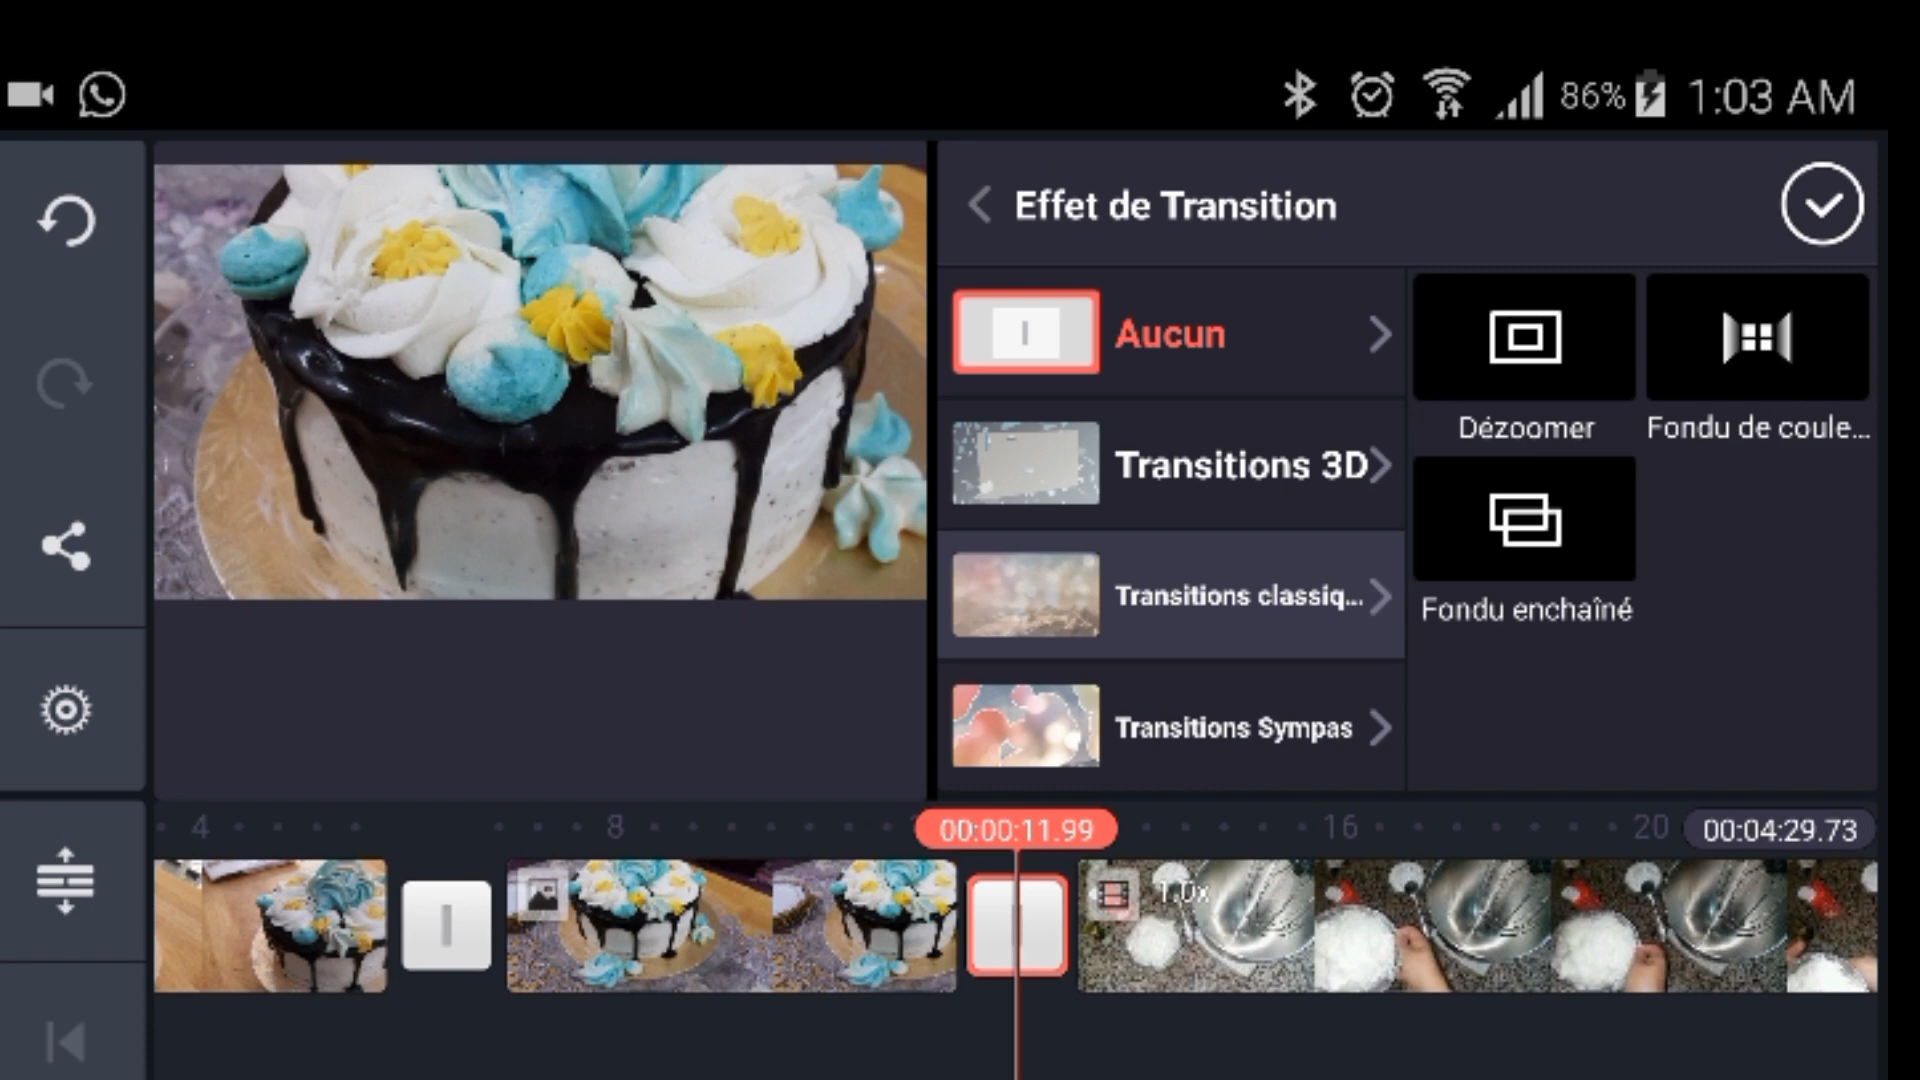 86% 1:03 AM
Effet de Transition
Aucun
Transitions 3D
Transitions classiq...
Transitions Sympas
Dézoomer
Fondu de coule...
Fondu enchaîné
4
8
00:00:11.99
16
20
00:04:29.73
1.0x